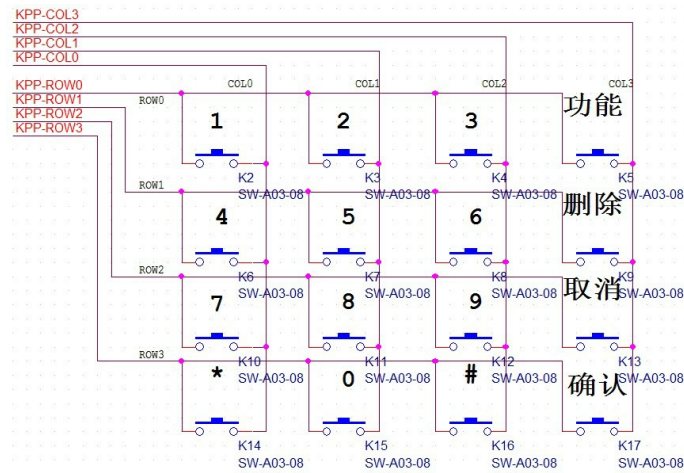 KPP-COL3
KPP-COL2
KPP-COL1
KPP-COL0
KPP-ROW0
KPP-ROW1
KPP-ROW2
KPP-ROW3
COL0 COL1 COL2 COL3
ROW0
1 2 3 功能
K2 K3 K4 K5
SW-A03-08 SW-A03-08 SW-A03-08 SW-A03-08
ROW1
4 5 6 删除
K6 K7 K8 K9
SW-A03-08 SW-A03-08 SW-A03-08 SW-A03-08
ROW2
7 8 9 取消
K10 K11 K12 K13
SW-A03-08 SW-A03-08 SW-A03-08 SW-A03-08
ROW3
* 0 # 确认
K14 K15 K16 K17
SW-A03-08 SW-A03-08 SW-A03-08 SW-A03-08